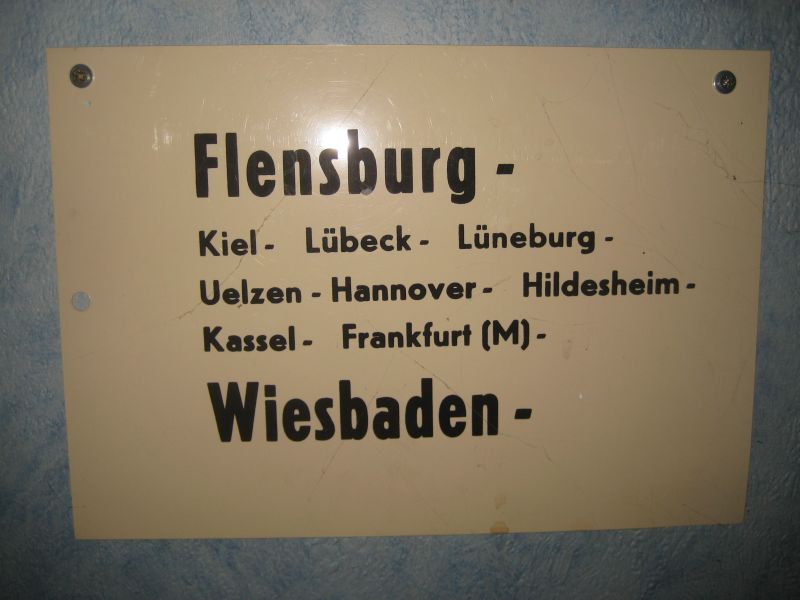 Flensburg -
Kiel - Lübeck - Lüneburg -
Uelzen - Hannover - Hildesheim -
Kassel - Frankfurt (M) -
Wiesbaden -